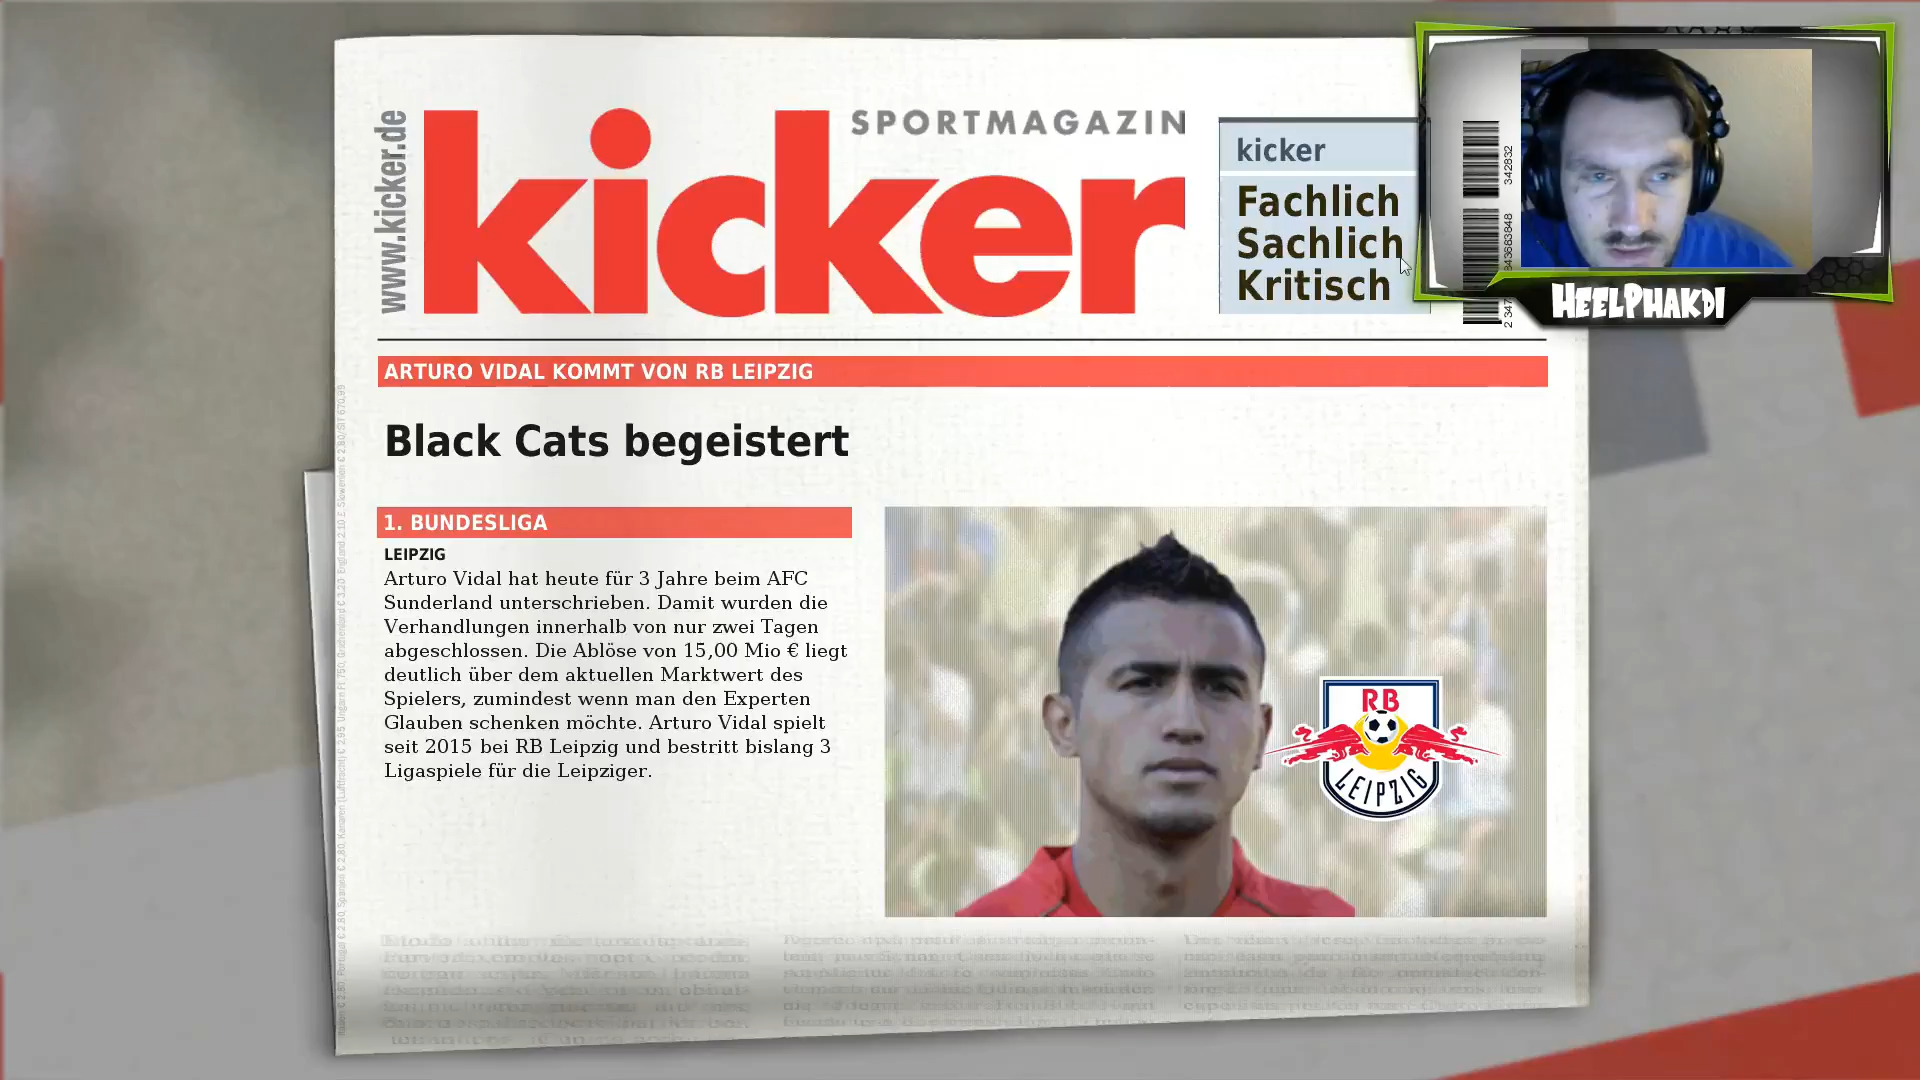 www.kicker.de
SPORTMAGAZIN
kicker
kicker
Fachlich
Sachlich
Kritisch
342832
HEELPHAKDI
ARTURO VIDAL KOMMT VON RB LEIPZIG
Black Cats begeistert
1. BUNDESLIGA
LEIPZIG
Arturo Vidal hat heute für 3 Jahre beim AFC
Sunderland unterschrieben. Damit wurden die
Verhandlungen innerhalb von nur zwei Tagen
abgeschlossen. Die Ablöse von 15,00 Mio € liegt
deutlich über dem aktuellen Marktwert des
Spielers, zumindest wenn man den Experten
Glauben schenken möchte. Arturo Vidal spielt
seit 2015 bei RB Leipzig und bestritt bislang 3
Ligaspiele für die Leipziger.
RB
LEIPZIG